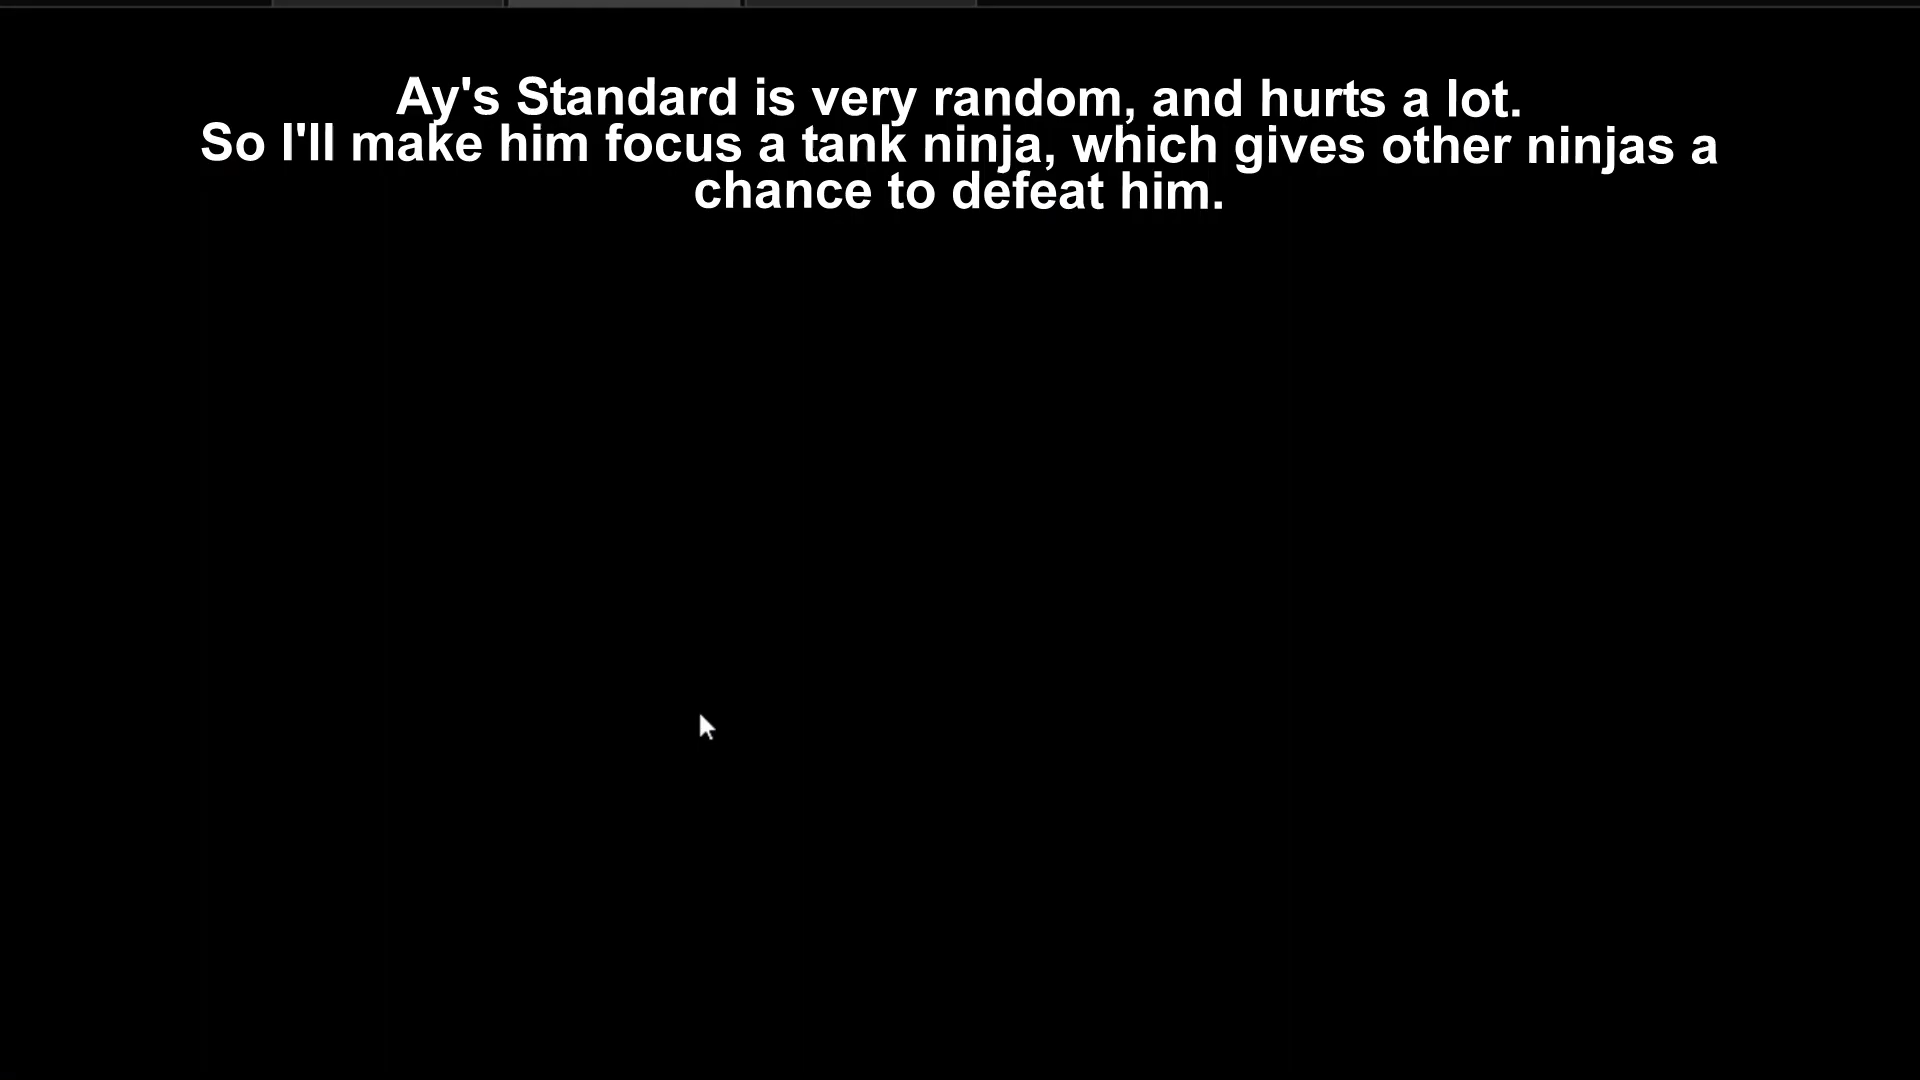 Ay's Standard is very random, and hurts a lot.
So I'll make him focus a tank ninja, which gives other ninjas a
chance to defeat him.